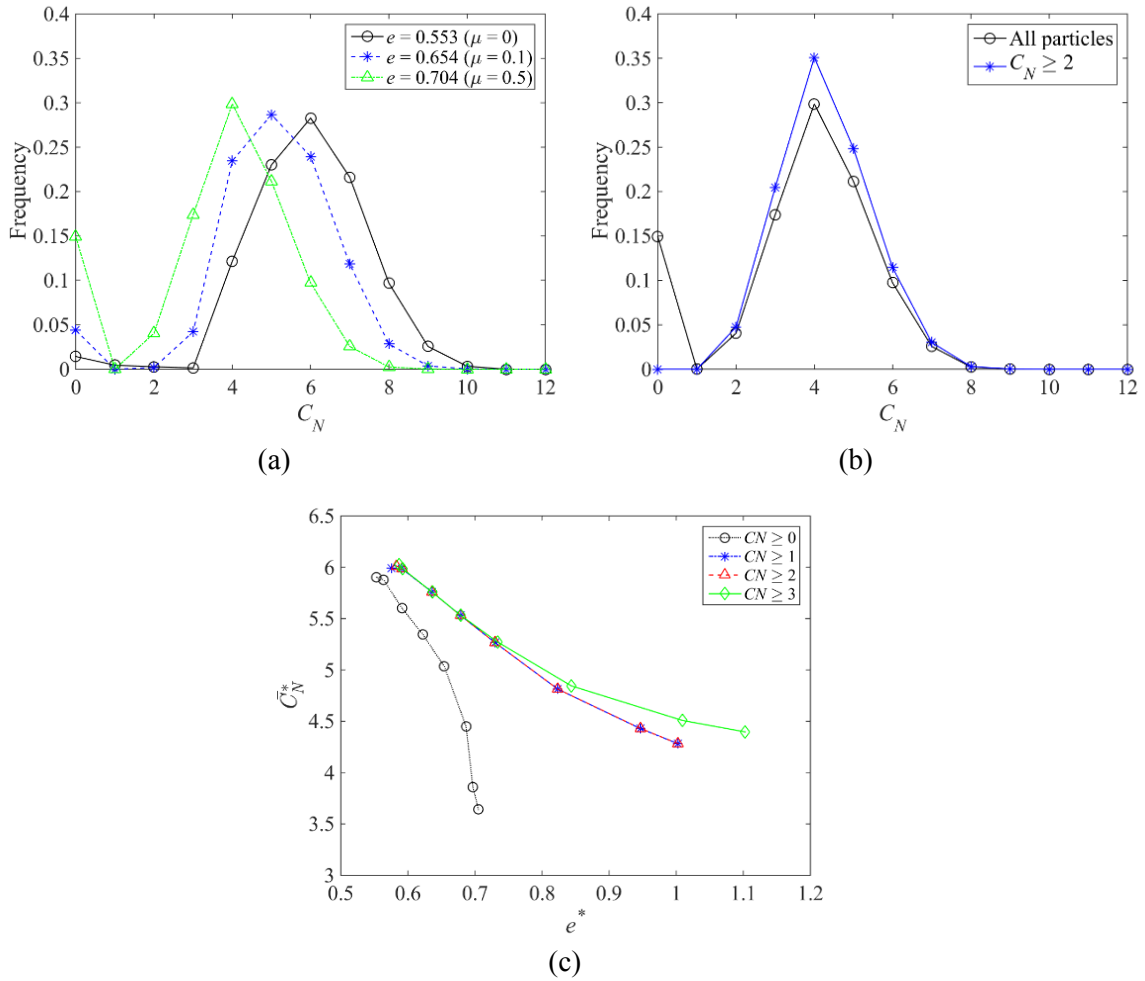 0.4
0.35
0.3
0.25
0.2
0.15
0.1
0.05
0
Frequency
0 2 4 6 8 10 12
C_N
e = 0.553 (μ = 0)
e = 0.654 (μ = 0.1)
e = 0.704 (μ = 0.5)
(a)
0.4
0.35
0.3
0.25
0.2
0.15
0.1
0.05
0
Frequency
0 2 4 6 8 10 12
C_N
All particles
C_N ≥ 2
(b)
6.5
6
5.5
5
4.5
4
3.5
3
C̄*_N
0.5 0.6 0.7 0.8 0.9 1 1.1 1.2
e*
CN ≥ 0
CN ≥ 1
CN ≥ 2
CN ≥ 3
(c)